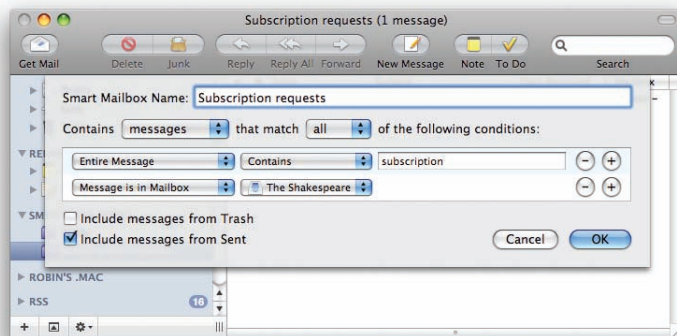 Subscription requests (1 message)
Get Mail Delete Junk Reply Reply All Forward New Message Note To Do Search
Smart Mailbox Name: Subscription requests
Contains messages that match all of the following conditions:
Entire Message Contains subscription
Message is in Mailbox The Shakespeare
Include messages from Trash
Include messages from Sent
Cancel OK
SM
ROBIN'S .MAC
RSS 16